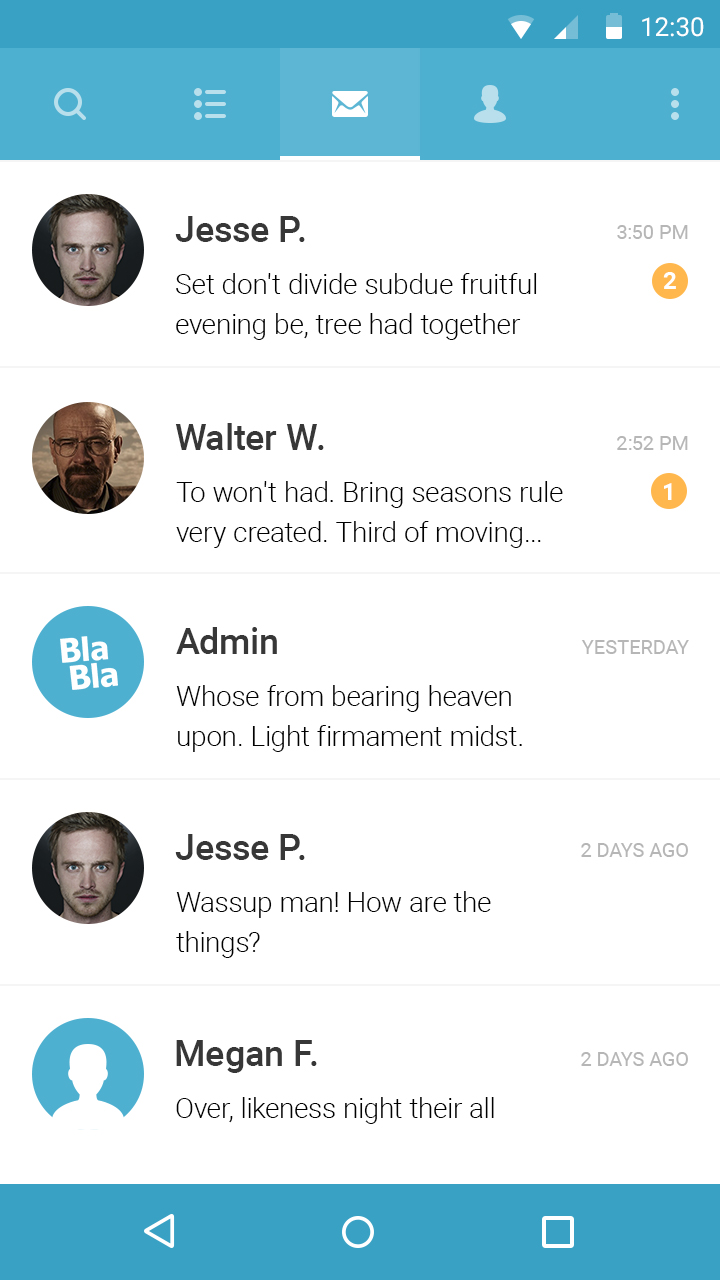 12:30
Jesse P.
3:50 PM
Set don't divide subdue fruitful
2
evening be, tree had together
Walter W.
2:52 PM
To won't had. Bring seasons rule
1
very created. Third of moving...
Bla
Bla
Admin
YESTERDAY
Whose from bearing heaven
upon. Light firmament midst.
Jesse P.
2 DAYS AGO
Wassup man! How are the
things?
Megan F.
2 DAYS AGO
Over, likeness night their all